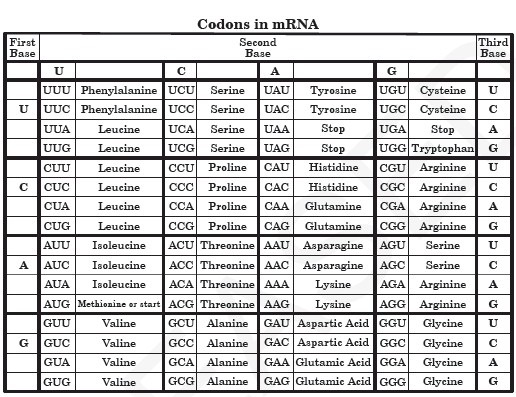 Codons in mRNA
First Base Second Base Third Base
U C A G
UUU Phenylalanine UCU Serine UAU Tyrosine UGU Cysteine U
U UUC Phenylalanine UCC Serine UAC Tyrosine UGC Cysteine C
UUA Leucine UCA Serine UAA Stop UGA Stop A
UUG Leucine UCG Serine UAG Stop UGG Tryptophan G
CUU Leucine CCU Proline CAU Histidine CGU Arginine U
C CUC Leucine CCC Proline CAC Histidine CGC Arginine C
CUA Leucine CCA Proline CAA Glutamine CGA Arginine A
CUG Leucine CCG Proline CAG Glutamine CGG Arginine G
AUU Isoleucine ACU Threonine AAU Asparagine AGU Serine U
A AUC Isoleucine ACC Threonine AAC Asparagine AGC Serine C
AUA Isoleucine ACA Threonine AAA Lysine AGA Arginine A
AUG Methionine or start ACG Threonine AAG Lysine AGG Arginine G
GUU Valine GCU Alanine GAU Aspartic Acid GGU Glycine U
G GUC Valine GCC Alanine GAC Aspartic Acid GGC Glycine C
GUA Valine GCA Alanine GAA Glutamic Acid GGA Glycine A
GUG Valine GCG Alanine GAG Glutamic Acid GGG Glycine G